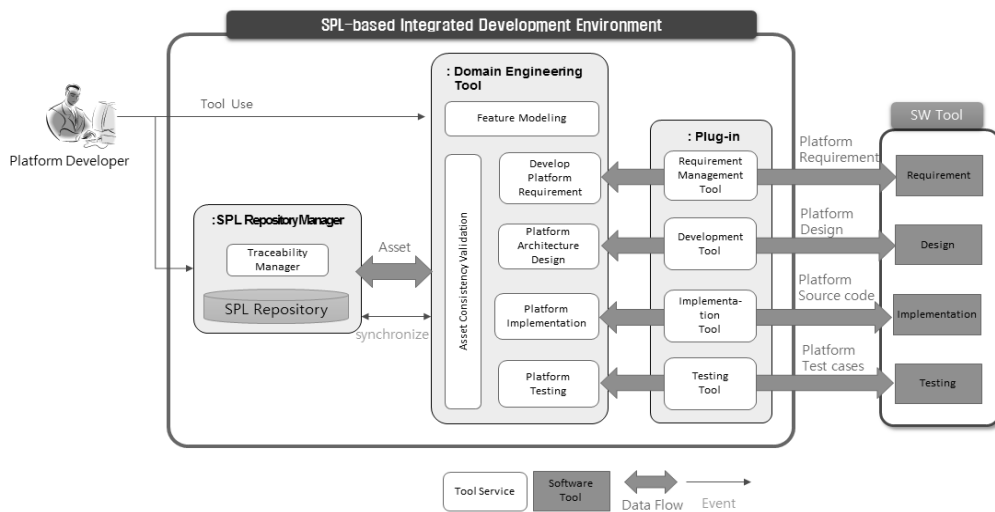 SPL-based Integrated Development Environment
: Domain Engineering
Tool
Feature Modeling
Tool Use
Platform Developer
Asset Consistency Validation
Develop
Platform
Requirement
Platform
Architecture
Design
Platform
Implementation
Platform
Testing
: SPL Repository Manager
Traceability
Manager
SPL Repository
Asset
synchronize
: Plug-in
Requirement
Management
Tool
Development
Tool
Implementa-
tion
Tool
Testing
Tool
Platform
Requirement
Platform
Design
Platform
Source code
Platform
Test cases
SW Tool
Requirement
Design
Implementation
Testing
Tool Service
Software
Tool
Data Flow
Event